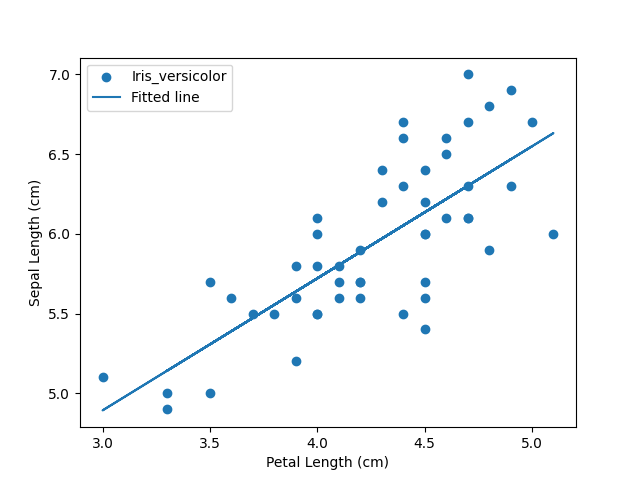 Iris_versicolor
Fitted line
7.0
6.5
6.0
5.5
5.0
Sepal Length (cm)
3.0 3.5 4.0 4.5 5.0
Petal Length (cm)